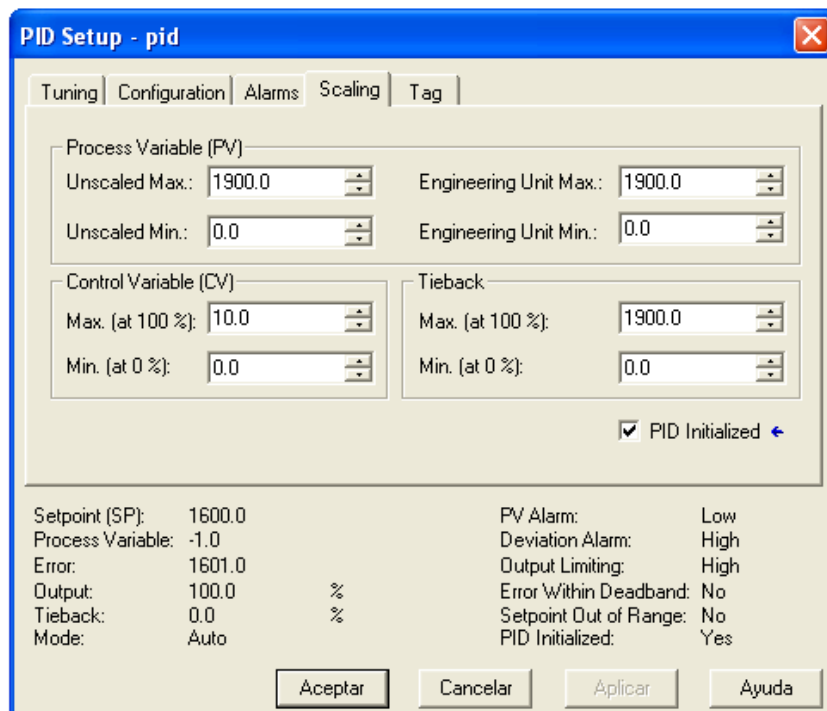 PID Setup - pid
Tuning Configuration Alarms Scaling Tag
Process Variable (PV)
Unscaled Max.: 1900.0 Engineering Unit Max.: 1900.0
Unscaled Min.: 0.0 Engineering Unit Min.: 0.0
Control Variable (CV) Tieback
Max. (at 100 %): 10.0 Max. (at 100 %): 1900.0
Min. (at 0 %): 0.0 Min. (at 0 %): 0.0
PID Initialized
Setpoint (SP): 1600.0 PV Alarm: Low
Process Variable: -1.0 Deviation Alarm: High
Error: 1601.0 Output Limiting: High
Output: 100.0 % Error Within Deadband: No
Tieback: 0.0 % Setpoint Out of Range: No
Mode: Auto PID Initialized: Yes
Aceptar Cancelar Aplicar Ayuda